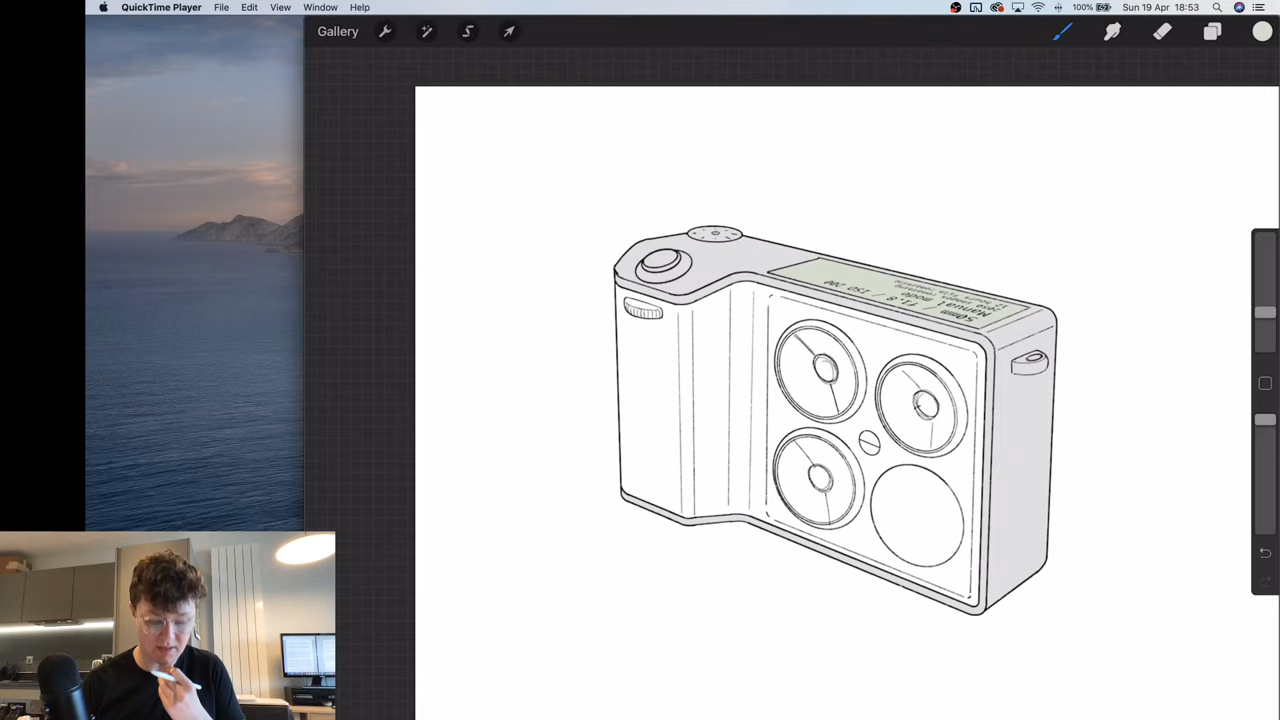 QuickTime Player File Edit View Window Help
100% Sun 19 Apr 18:53
Gallery
50mm / f1.8 / ISO 200
Manual mode